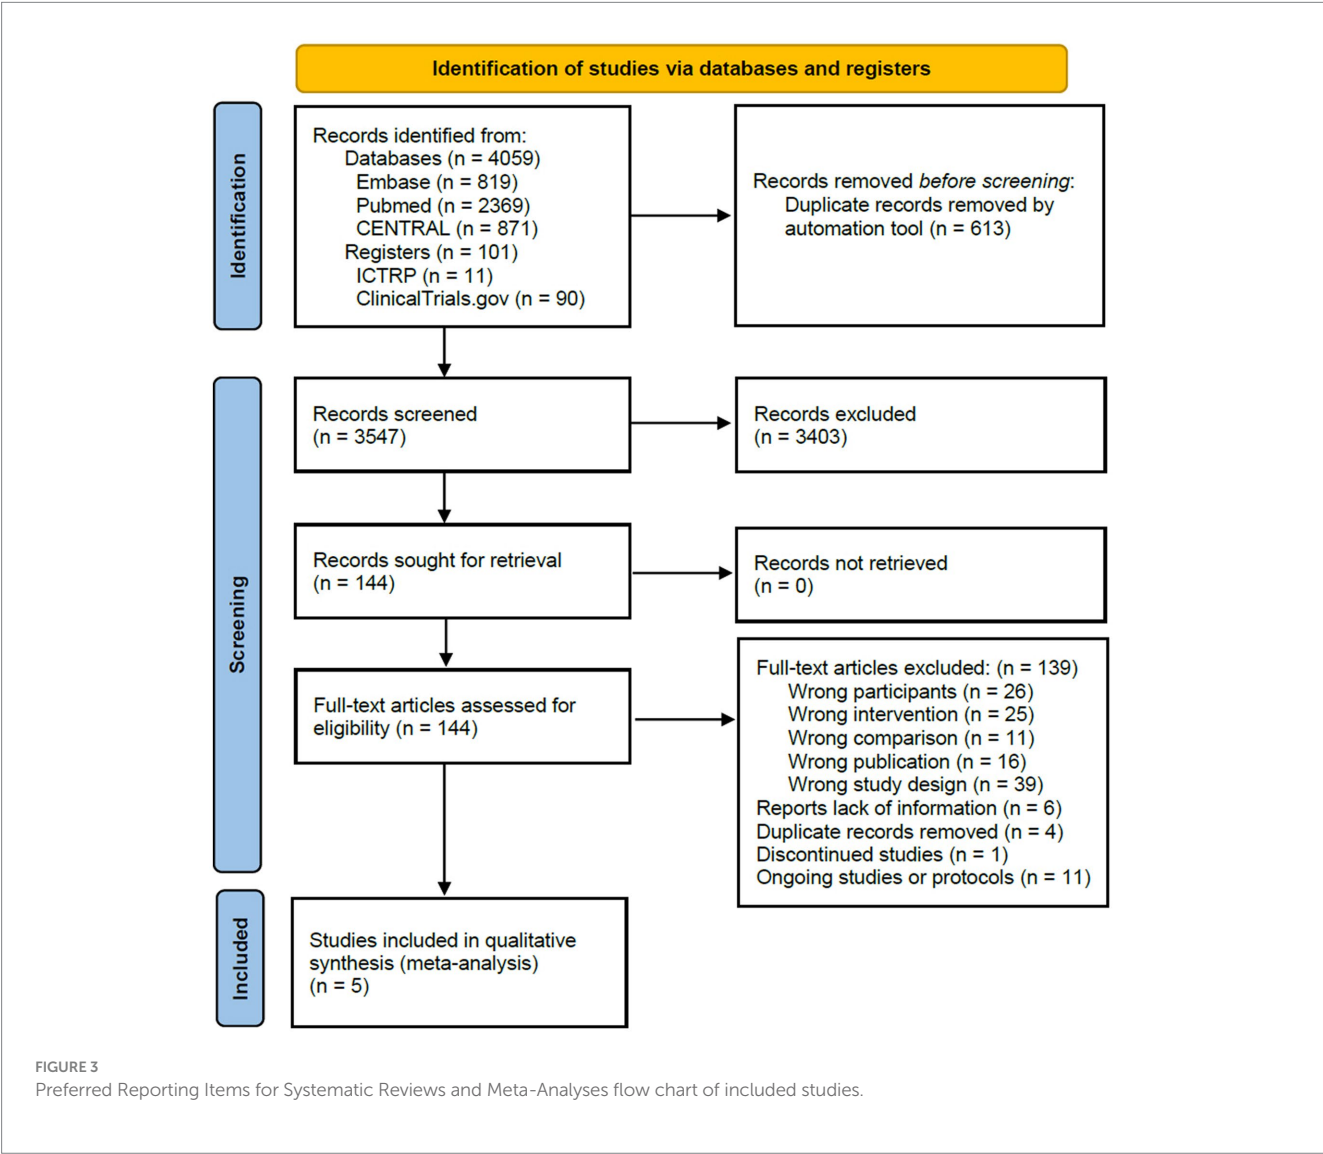 Identification of studies via databases and registers
Identification
Records identified from:
Databases (n = 4059)
Embase (n = 819)
Pubmed (n = 2369)
CENTRAL (n = 871)
Registers (n = 101)
ICTRP (n = 11)
ClinicalTrials.gov (n = 90)
Records removed before screening:
Duplicate records removed by
automation tool (n = 613)
Screening
Records screened
(n = 3547)
Records excluded
(n = 3403)
Records sought for retrieval
(n = 144)
Records not retrieved
(n = 0)
Full-text articles assessed for
eligibility (n = 144)
Full-text articles excluded: (n = 139)
Wrong participants (n = 26)
Wrong intervention (n = 25)
Wrong comparison (n = 11)
Wrong publication (n = 16)
Wrong study design (n = 39)
Reports lack of information (n = 6)
Duplicate records removed (n = 4)
Discontinued studies (n = 1)
Ongoing studies or protocols (n = 11)
Included
Studies included in qualitative
synthesis (meta-analysis)
(n = 5)
FIGURE 3
Preferred Reporting Items for Systematic Reviews and Meta-Analyses flow chart of included studies.